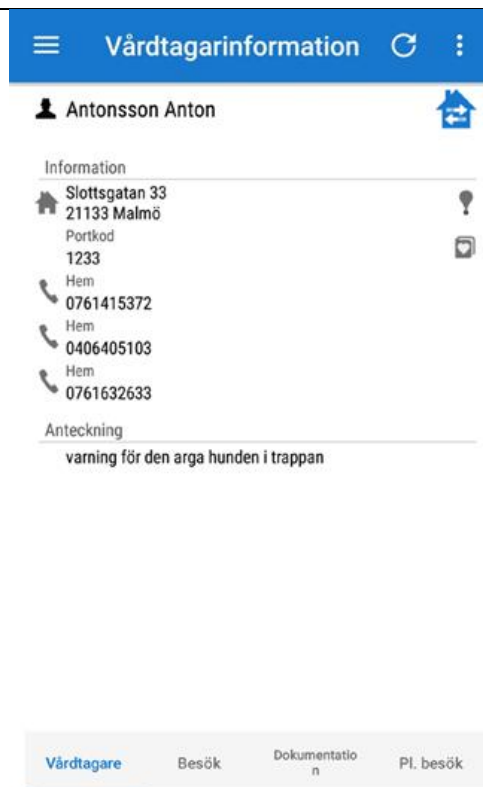 Vårdtagarinformation
Antonsson Anton
Information
Slottsgatan 33
21133 Malmö
Portkod
1233
Hem
0761415372
Hem
0406405103
Hem
0761632633
Anteckning
varning för den arga hunden i trappan
Vårdtagare
Besök
Dokumentatio
n
Pl. besök